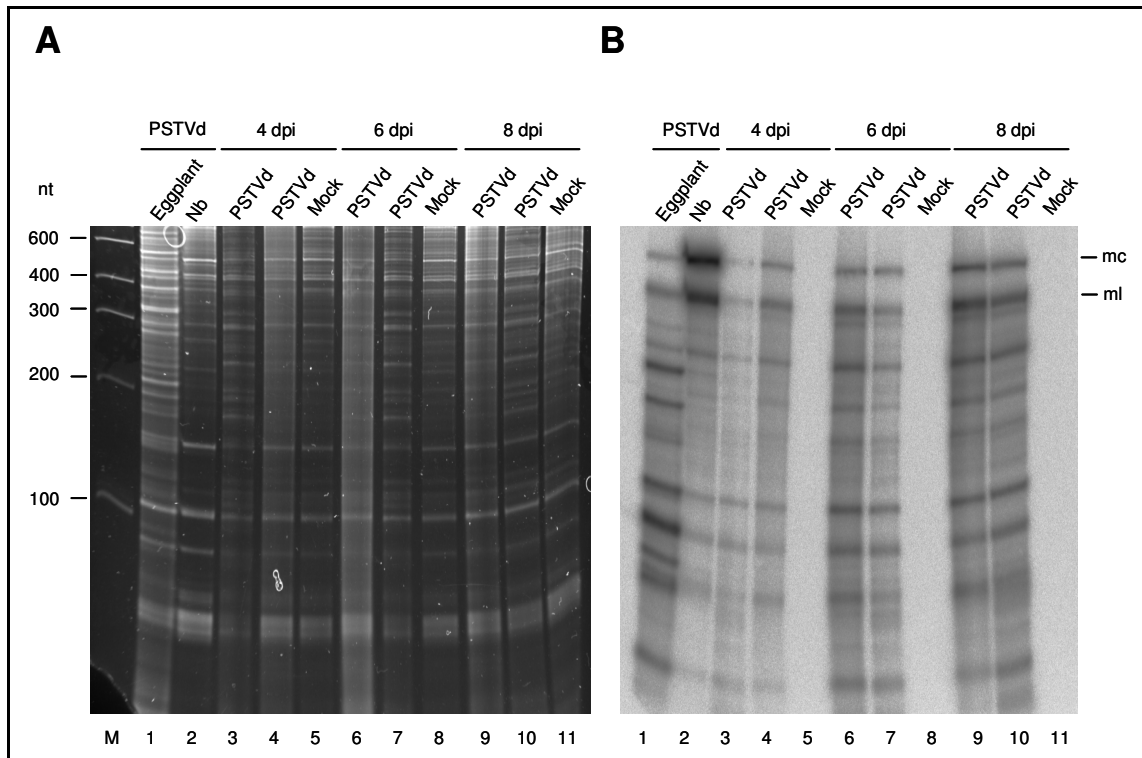 A B
PSTVd 4 dpi 6 dpi 8 dpi PSTVd 4 dpi 6 dpi 8 dpi
nt Eggplant Nb PSTVd PSTVd Mock PSTVd PSTVd Mock PSTVd PSTVd Mock Eggplant Nb PSTVd PSTVd Mock PSTVd PSTVd Mock PSTVd PSTVd Mock
600
mc
400
ml
300
200
100
M 1 2 3 4 5 6 7 8 9 10 11 1 2 3 4 5 6 7 8 9 10 11